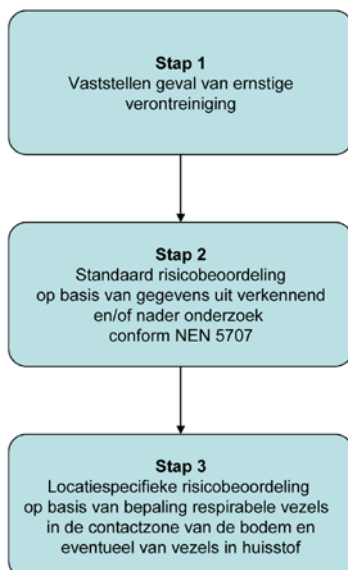 Stap 1
Vaststellen geval van ernstige
verontreiniging
Stap 2
Standaard risicobeoordeling
op basis van gegevens uit verkennend
en/of nader onderzoek
conform NEN 5707
Stap 3
Locatiespecifieke risicobeoordeling
op basis van bepaling respirabele vezels
in de contactzone van de bodem en
eventueel van vezels in huisstof